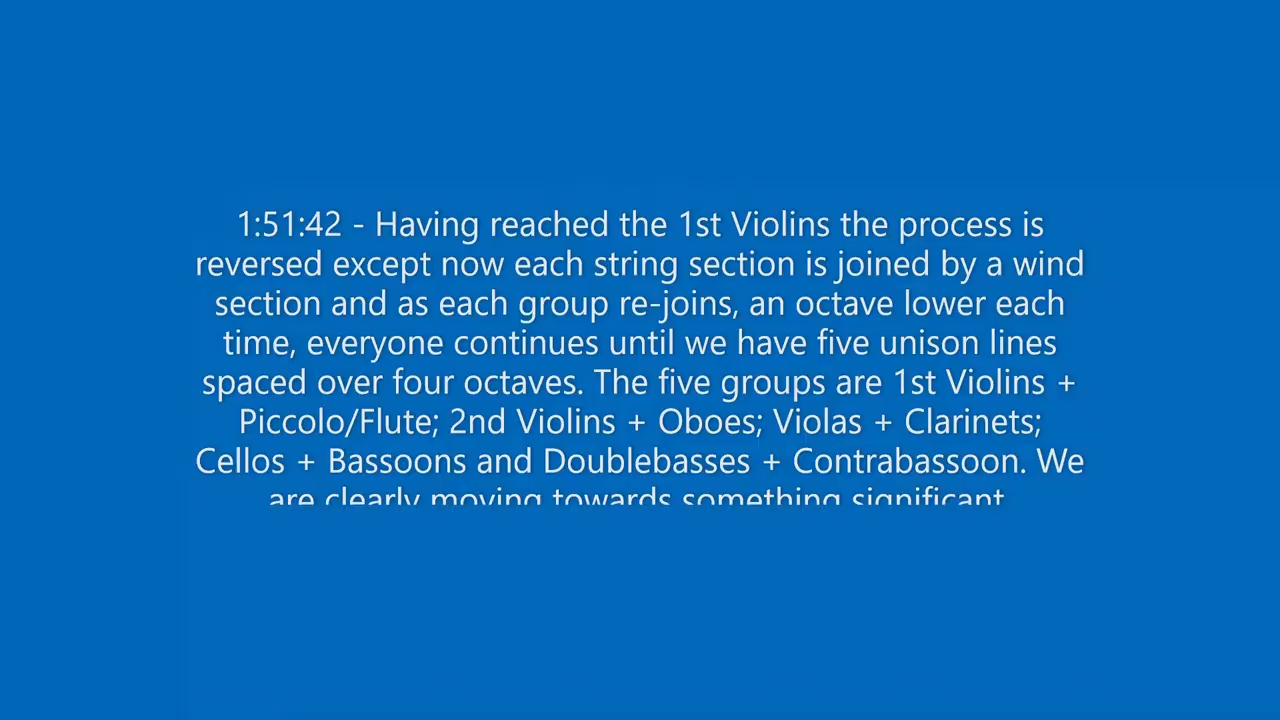 1:51:42 - Having reached the 1st Violins the process is
reversed except now each string section is joined by a wind
section and as each group re-joins, an octave lower each
time, everyone continues until we have five unison lines
spaced over four octaves. The five groups are 1st Violins +
Piccolo/Flute; 2nd Violins + Oboes; Violas + Clarinets;
Cellos + Bassoons and Doublebasses + Contrabassoon. We
are clearly moving towards something significant